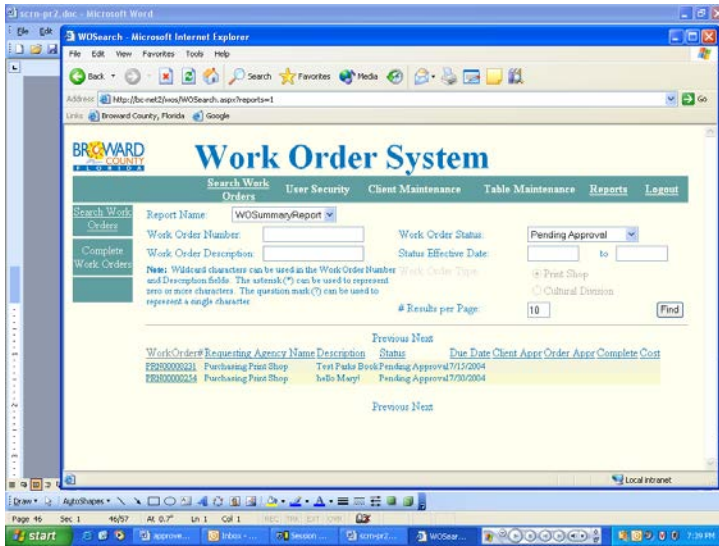 scrn-pr2.doc - Microsoft Word
File Edit
WOSearch - Microsoft Internet Explorer
File Edit View Favorites Tools Help
Back Search Favorites Media
Address http://bc-net2/wos/WOSearch.aspx?reports=1 Go
Links Broward County, Florida Google
BROWARD
COUNTY
FLORIDA
Work Order System
Search Work Orders User Security Client Maintenance Table Maintenance Reports Logout
Search Work Orders
Complete Work Orders
Report Name: WOSummaryReport
Work Order Number: Work Order Status: Pending Approval
Work Order Description: Status Effective Date: to
Note: Wildcard characters can be used in the Work Order Number
and Description fields. The asterisk (*) can be used to represent
zero or more characters. The question mark (?) can be used to
represent a single character
Work Order Type: Print Shop
Cultural Division
# Results per Page: 10 Find
Previous Next
WorkOrder# Requesting Agency Name Description Status Due Date Client Appr Order Appr Complete Cost
PRN00000231 Purchasing Print Shop Test Parks Book Pending Approval 7/15/2004
PRN00000254 Purchasing Print Shop hello Mary! Pending Approval 7/30/2004
Previous Next
Local intranet
Draw AutoShapes
Page 46 Sec 1 46/57 At 0.7" Ln 1 Col 1 REC TRK EXT OVR
start approve... Inbox - ... Session ... scrn-pr2... WOSear... 7:39 PM